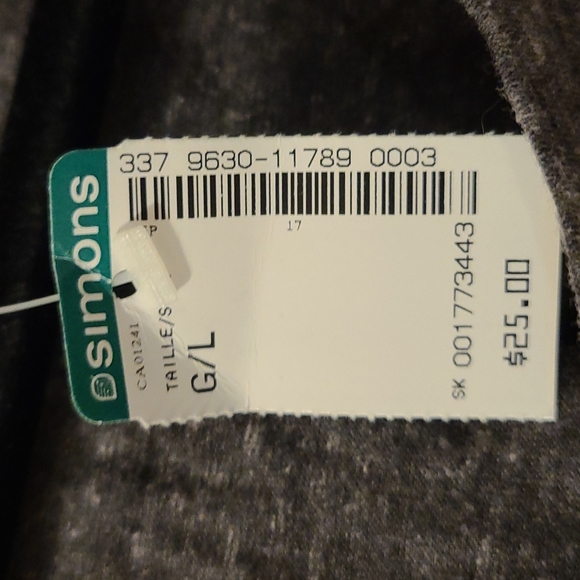 337 9630-11789 0003
17
simons
CA01241
TAILLE/S
G/L
SK 001773443
$25.00